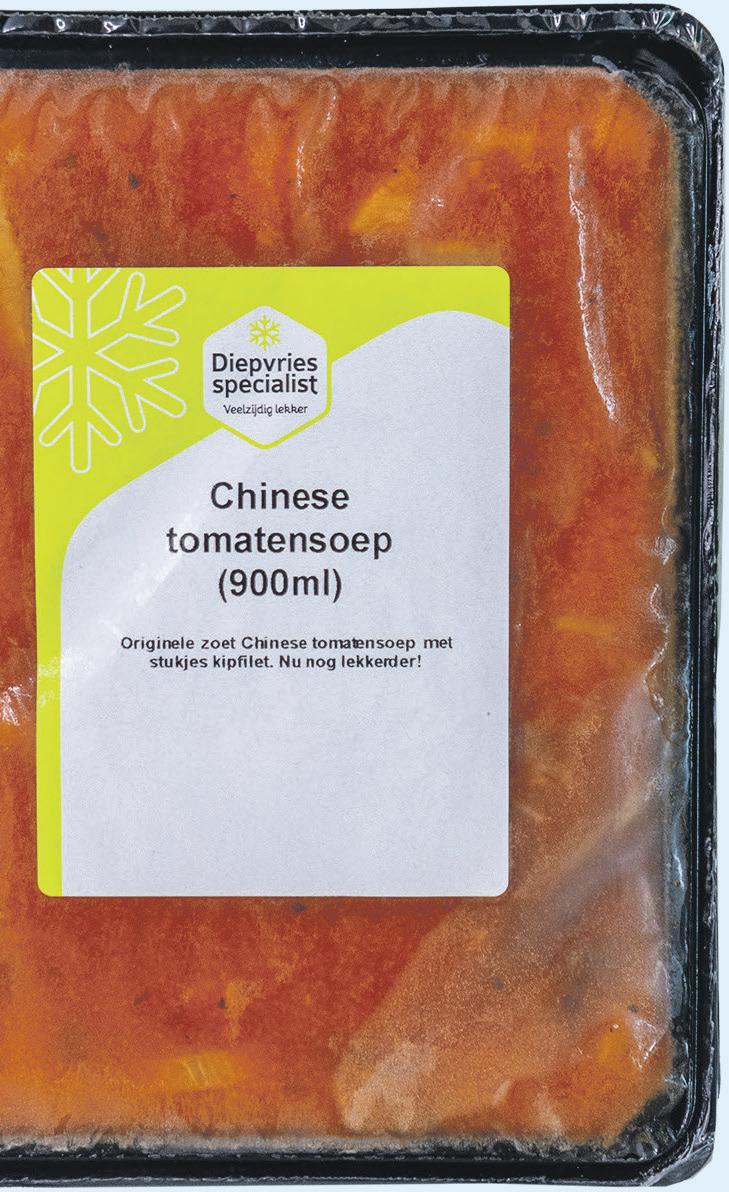 Diepvries
specialist
Veelzijdig lekker
Chinese
tomatensoep
(900ml)
Originele zoet Chinese tomatensoep met
stukjes kipfilet. Nu nog lekkerder!